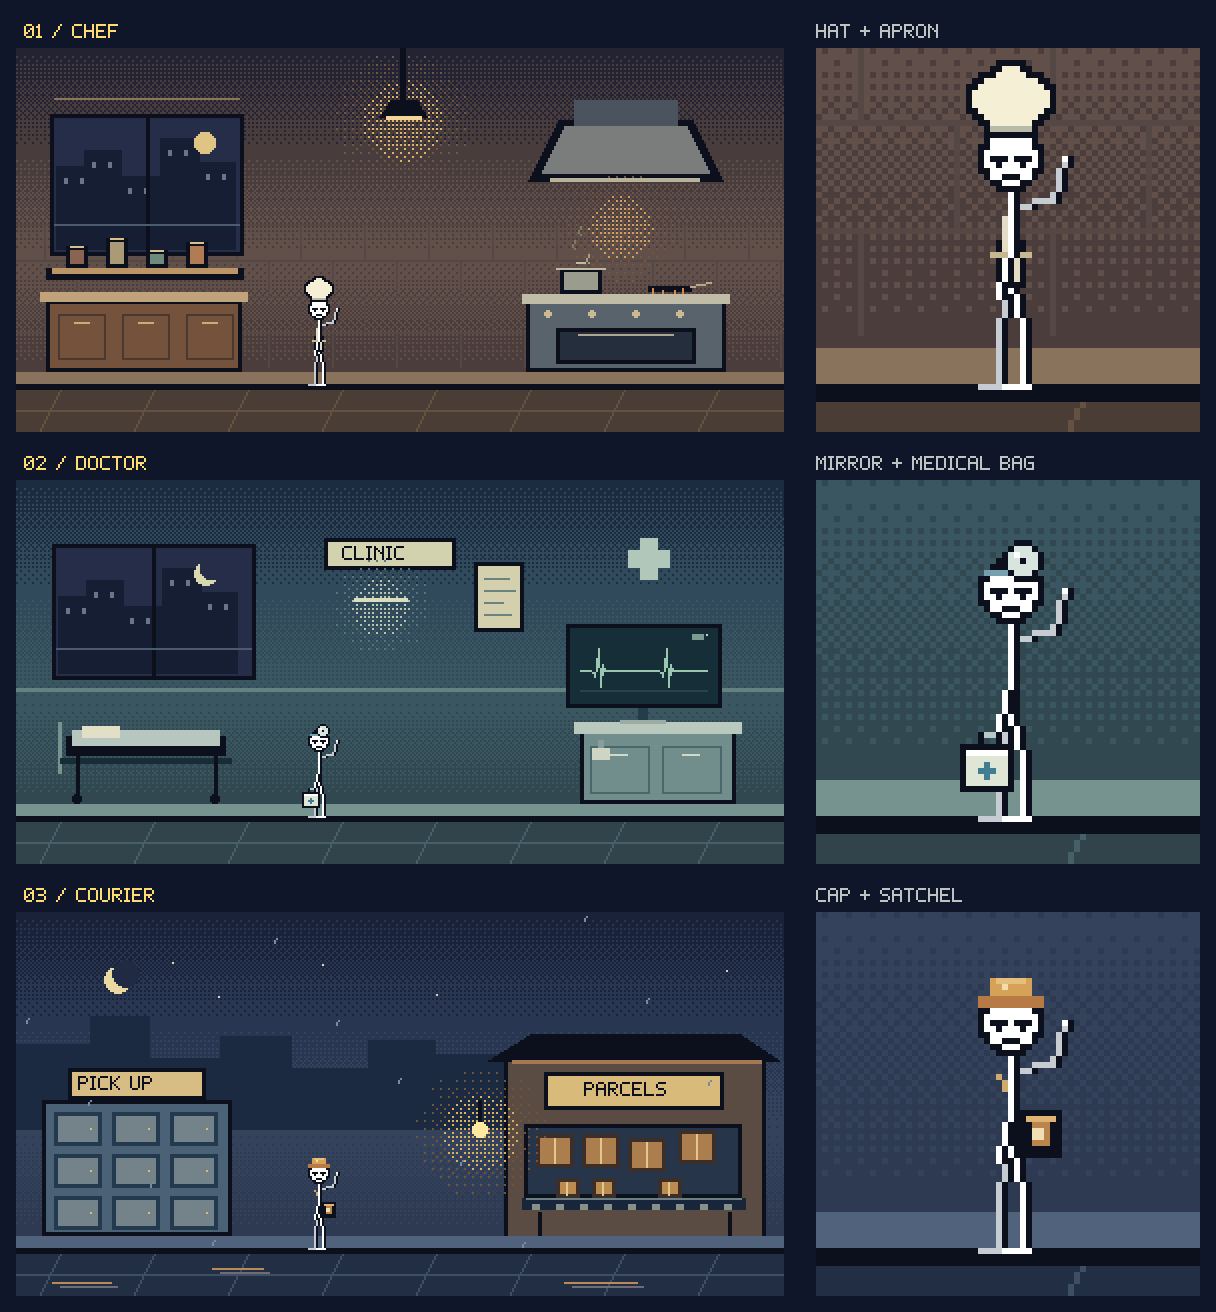 01 / CHEF
HAT + APRON
02 / DOCTOR
MIRROR + MEDICAL BAG
CLINIC
03 / COURIER
CAP + SATCHEL
PICK UP
PARCELS